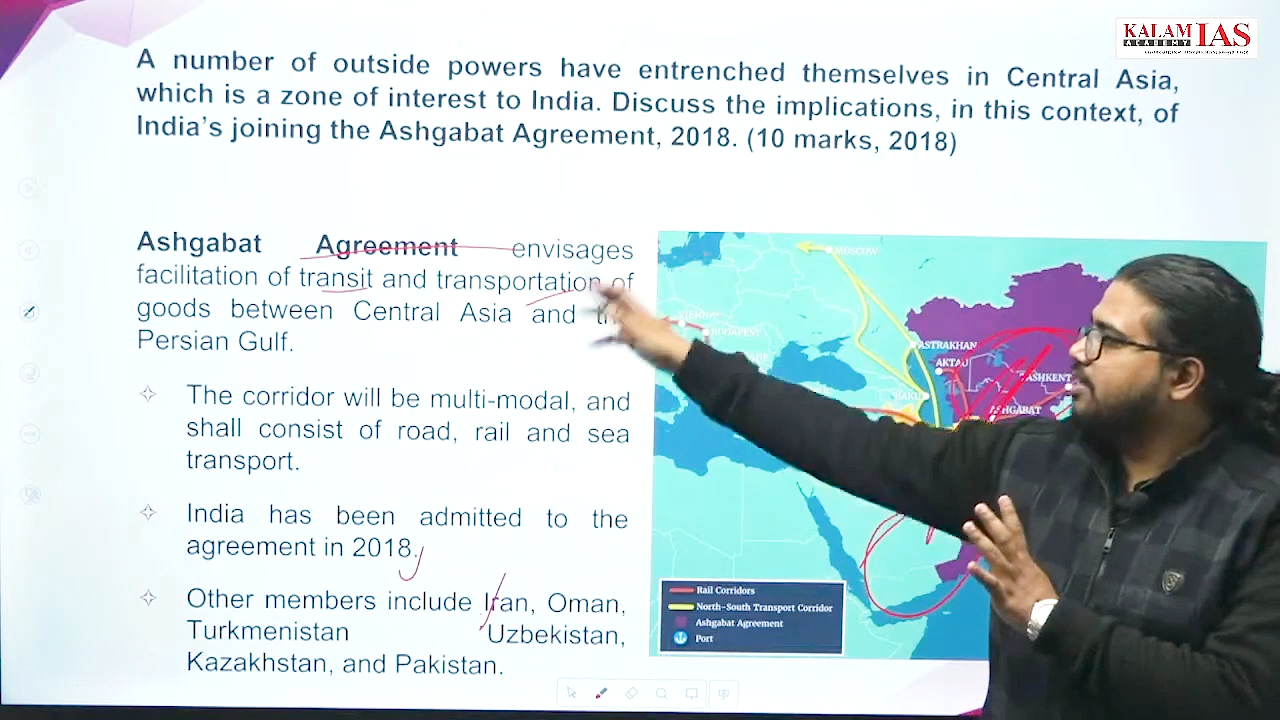 KALAM IAS
ACADEMY
A number of outside powers have entrenched themselves in Central Asia,
which is a zone of interest to India. Discuss the implications, in this context, of
India's joining the Ashgabat Agreement, 2018. (10 marks, 2018)
Ashgabat Agreement envisages
facilitation of transit and transportation of
goods between Central Asia and
Persian Gulf.
The corridor will be multi-modal, and
shall consist of road, rail and sea
transport.
India has been admitted to the
agreement in 2018.
Other members include Iran, Oman,
Turkmenistan Uzbekistan,
Kazakhstan, and Pakistan.
MOSCOW
BUDAPEST
ASTRAKHAN
AKTAU
TASHKENT
BAKU
ASHGABAT
Rail Corridors
North-South Transport Corridor
Ashgabat Agreement
Port